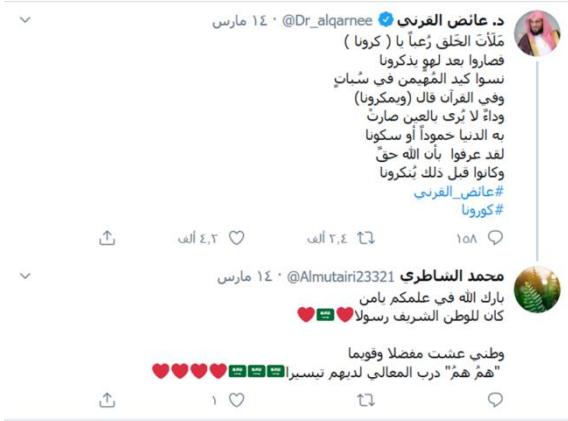 د. عائض القرني @Dr_alqarnee · ١٤ مارس
مَلَأتَ الخَلق رُعباً يا ( كرونا )
فصاروا بعد لهوٍ يذكرونا
نسوا كيد المُهيمن في سُباتٍ
وفي القرآن قال (ويمكرونا)
وداءً لا يُرى بالعين صارتْ
به الدنيا خموداً أو سكونا
لقد عرفوا بأن الله حقً
وكانوا قبل ذلك يُنكرونا
#عائض_القرني
#كورونا
١٥٨ ٢,٤ ألف ٤,٢ ألف
محمد الشاطري @Almutairi23321 · ١٤ مارس
بارك الله في علمكم يامن
كان للوطن الشريف رسولا❤️🇸🇦❤️
وطني عشت مفضلا وقويما
"همُ همُ" درب المعالي لديهم تيسيرا🇸🇦🇸🇦🇸🇦❤️❤️❤️❤️
١